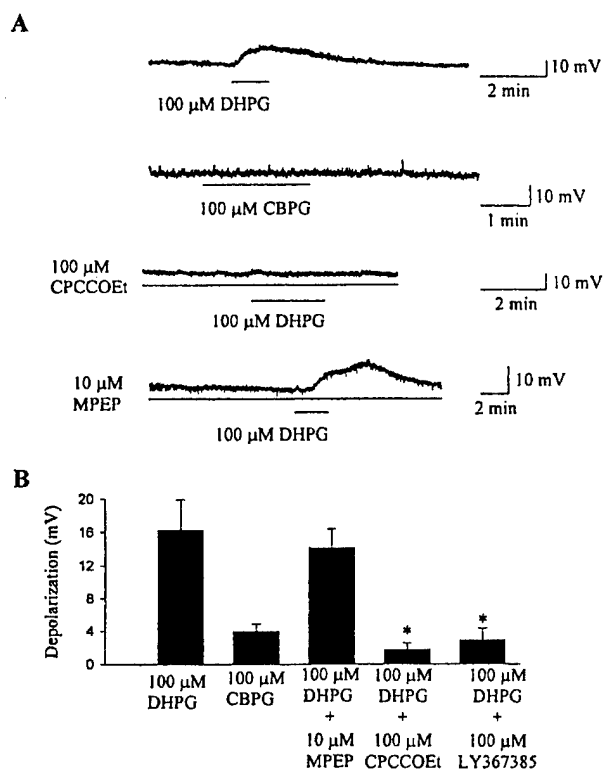 A
10 mV
2 min
100 µM DHPG
10 mV
1 min
100 µM CBPG
100 µM
CPCCOEt
10 mV
2 min
100 µM DHPG
10 µM
MPEP
10 mV
2 min
100 µM DHPG
B
Depolarization (mV)
20
16
12
8
4
0
* *
100 µM 100 µM 100 µM 100 µM 100 µM
DHPG CBPG DHPG DHPG DHPG
+ + +
10 µM 100 µM 100 µM
MPEP CPCCOEt LY367385